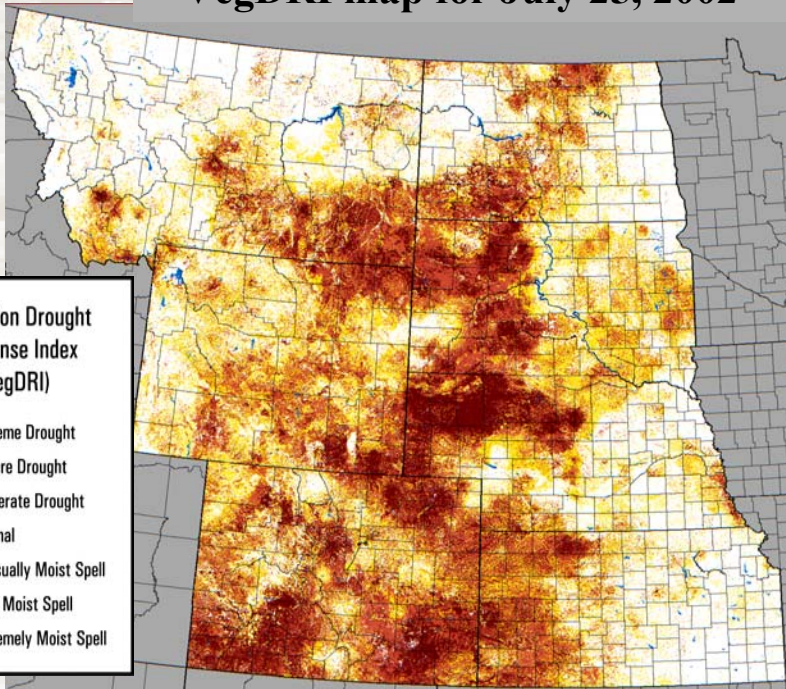 VegDRI map for July 25, 2002
on Drought
nse Index
egDRI)
eme Drought
re Drought
erate Drought
nal
sually Moist Spell
Moist Spell
emely Moist Spell